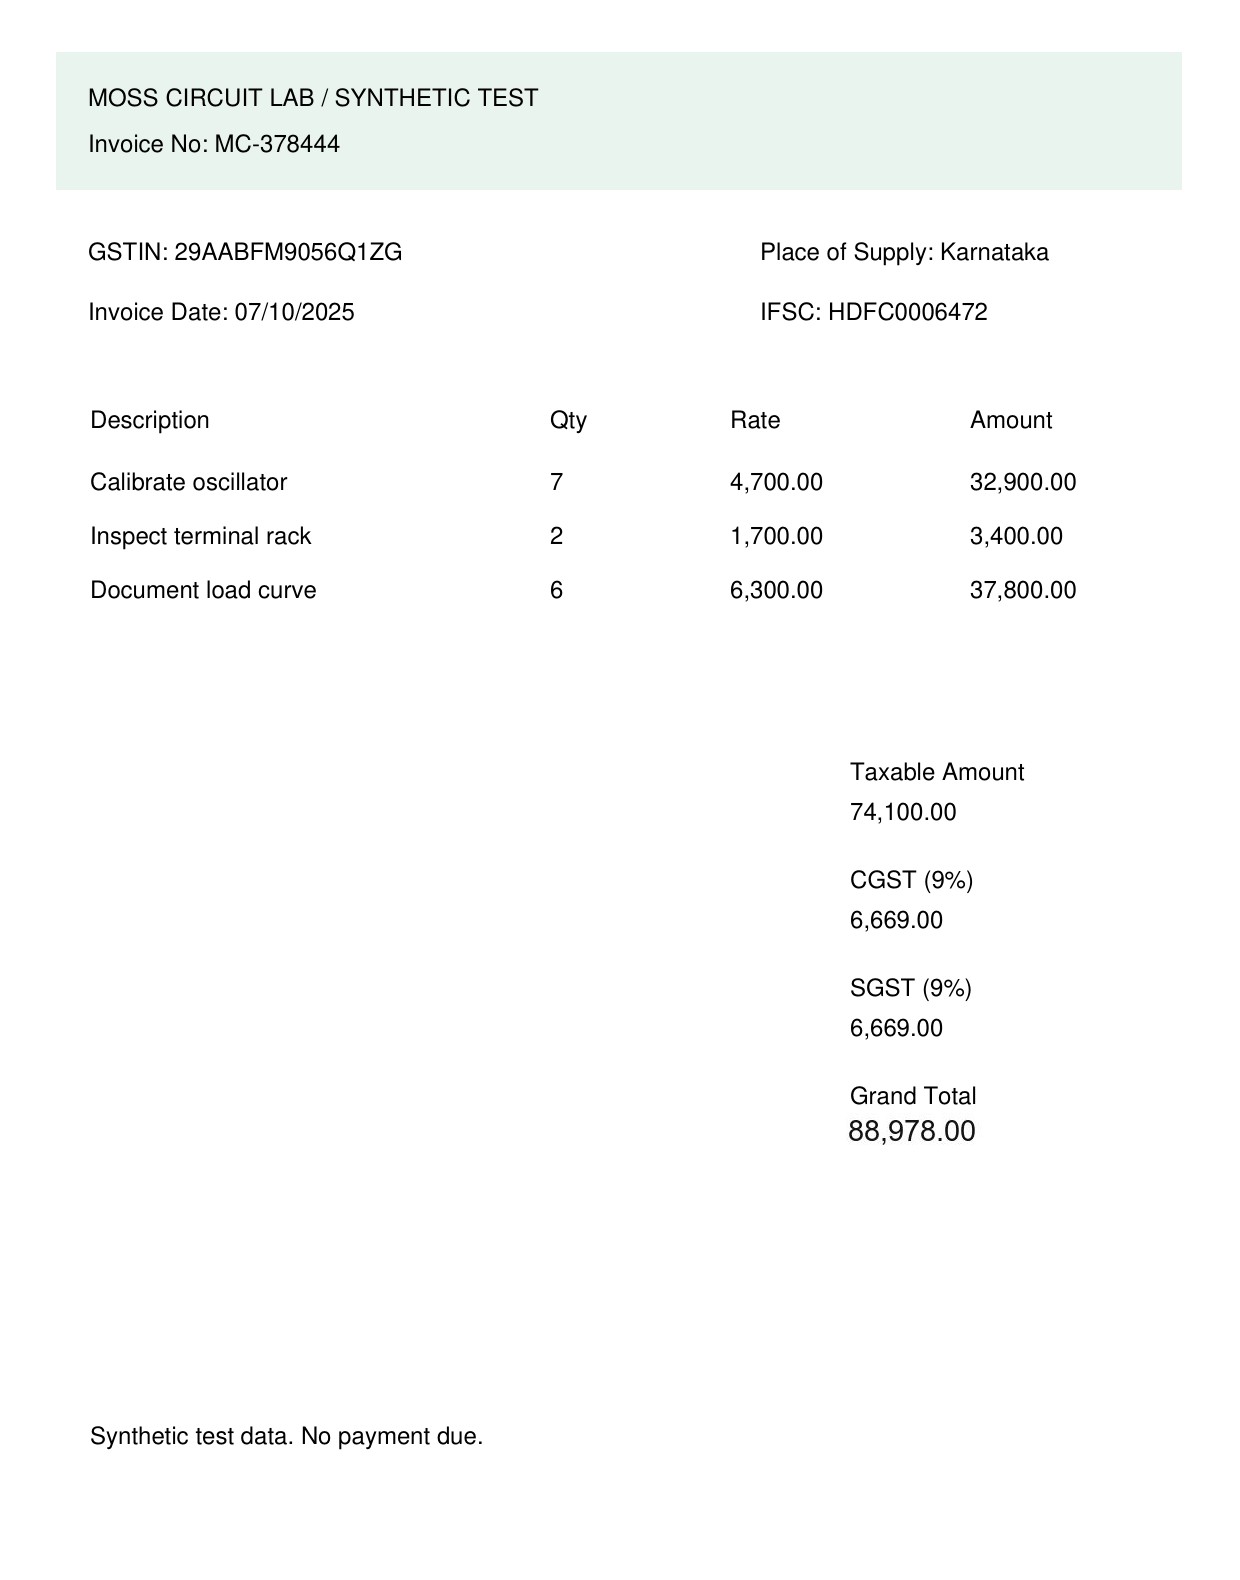 MOSS CIRCUIT LAB / SYNTHETIC TEST
Invoice No: MC-378444
GSTIN: 29AABFM9056Q1ZG Place of Supply: Karnataka
Invoice Date: 07/10/2025 IFSC: HDFC0006472
Description Qty Rate Amount
Calibrate oscillator 7 4,700.00 32,900.00
Inspect terminal rack 2 1,700.00 3,400.00
Document load curve 6 6,300.00 37,800.00
Taxable Amount
74,100.00
CGST (9%)
6,669.00
SGST (9%)
6,669.00
Grand Total
88,978.00
Synthetic test data. No payment due.